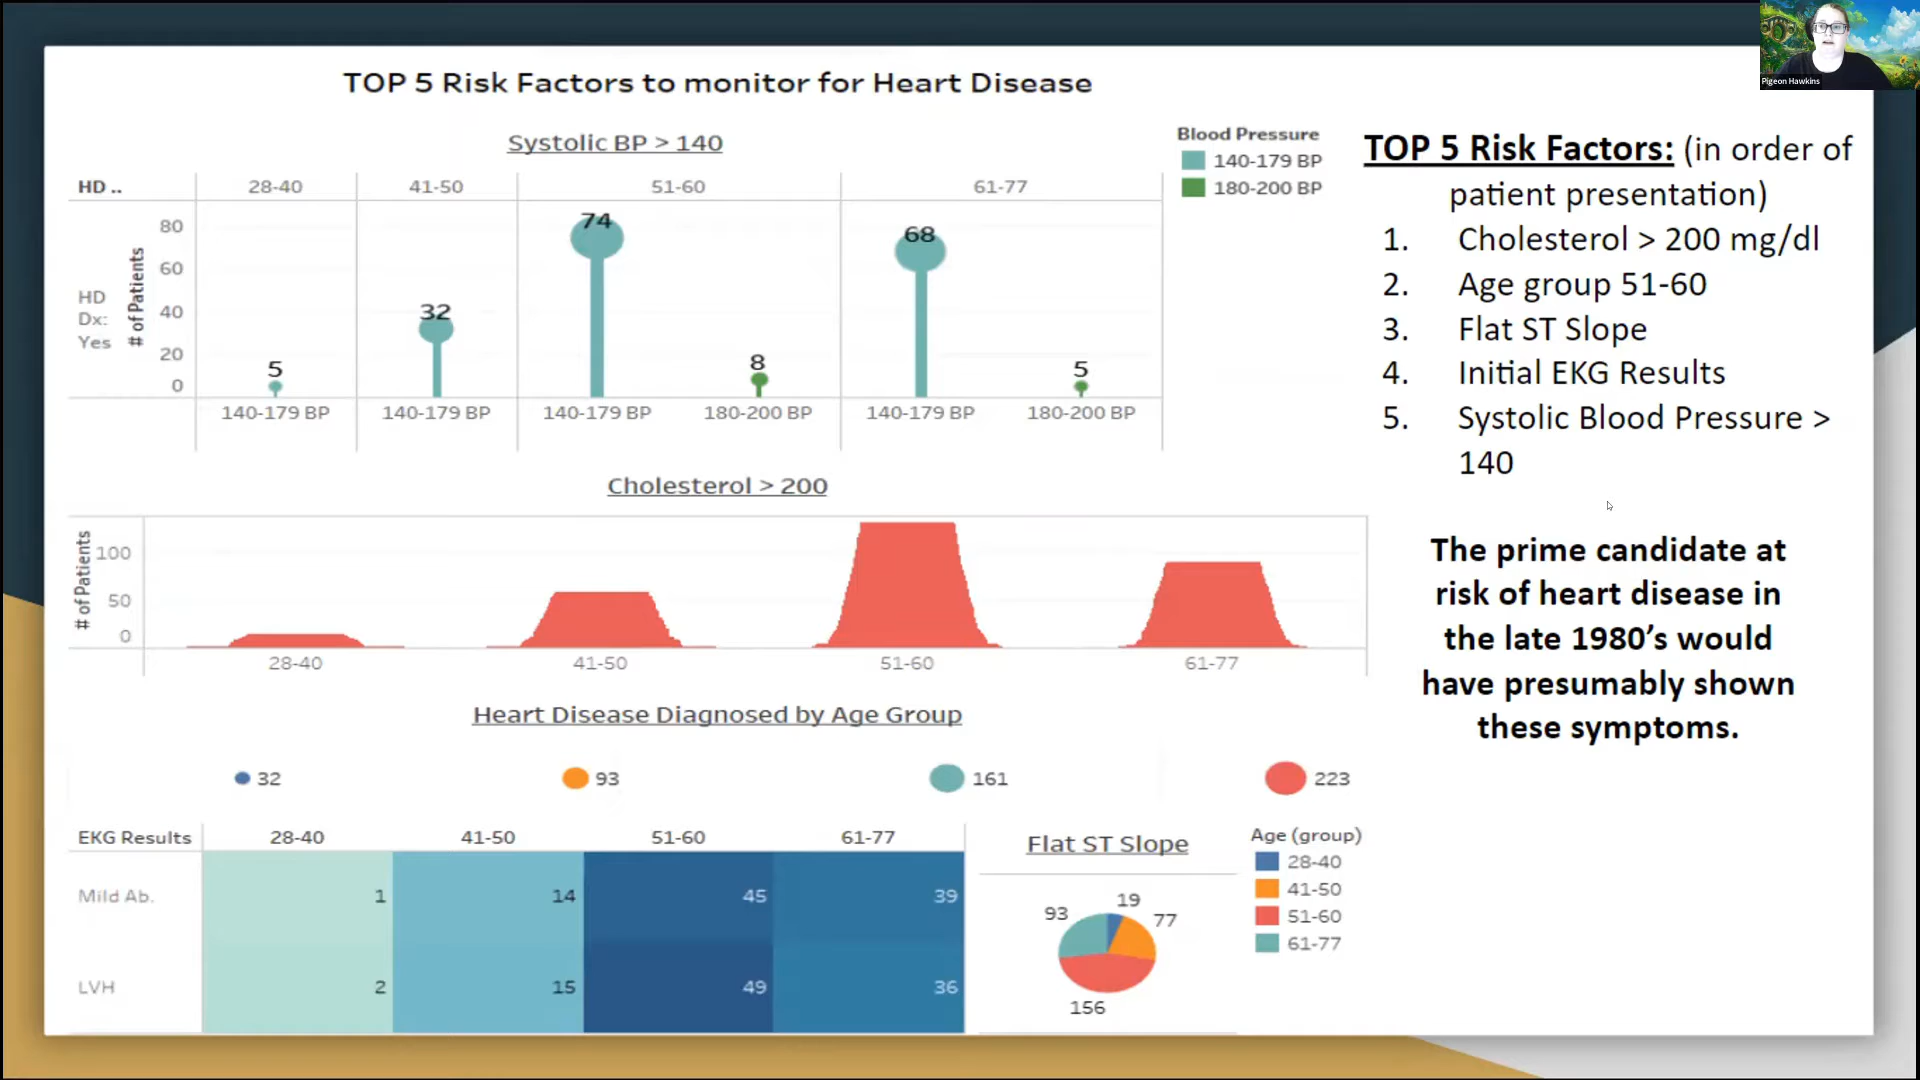 Pigeon Hawkins
TOP 5 Risk Factors to monitor for Heart Disease
Systolic BP > 140
HD ..
28-40
41-50
51-60
61-77
# of Patients
80
60
40
20
0
HD
Dx:
Yes
5
32
74
8
68
5
140-179 BP
140-179 BP
140-179 BP
180-200 BP
140-179 BP
180-200 BP
Blood Pressure
140-179 BP
180-200 BP
Cholesterol > 200
# of Patients
100
50
0
28-40
41-50
51-60
61-77
Heart Disease Diagnosed by Age Group
32
93
161
223
EKG Results
28-40
41-50
51-60
61-77
Mild Ab.
1
14
45
39
LVH
2
15
49
36
Flat ST Slope
93
19
77
156
Age (group)
28-40
41-50
51-60
61-77
TOP 5 Risk Factors: (in order of
patient presentation)
1. Cholesterol > 200 mg/dl
2. Age group 51-60
3. Flat ST Slope
4. Initial EKG Results
5. Systolic Blood Pressure >
140
The prime candidate at
risk of heart disease in
the late 1980's would
have presumably shown
these symptoms.